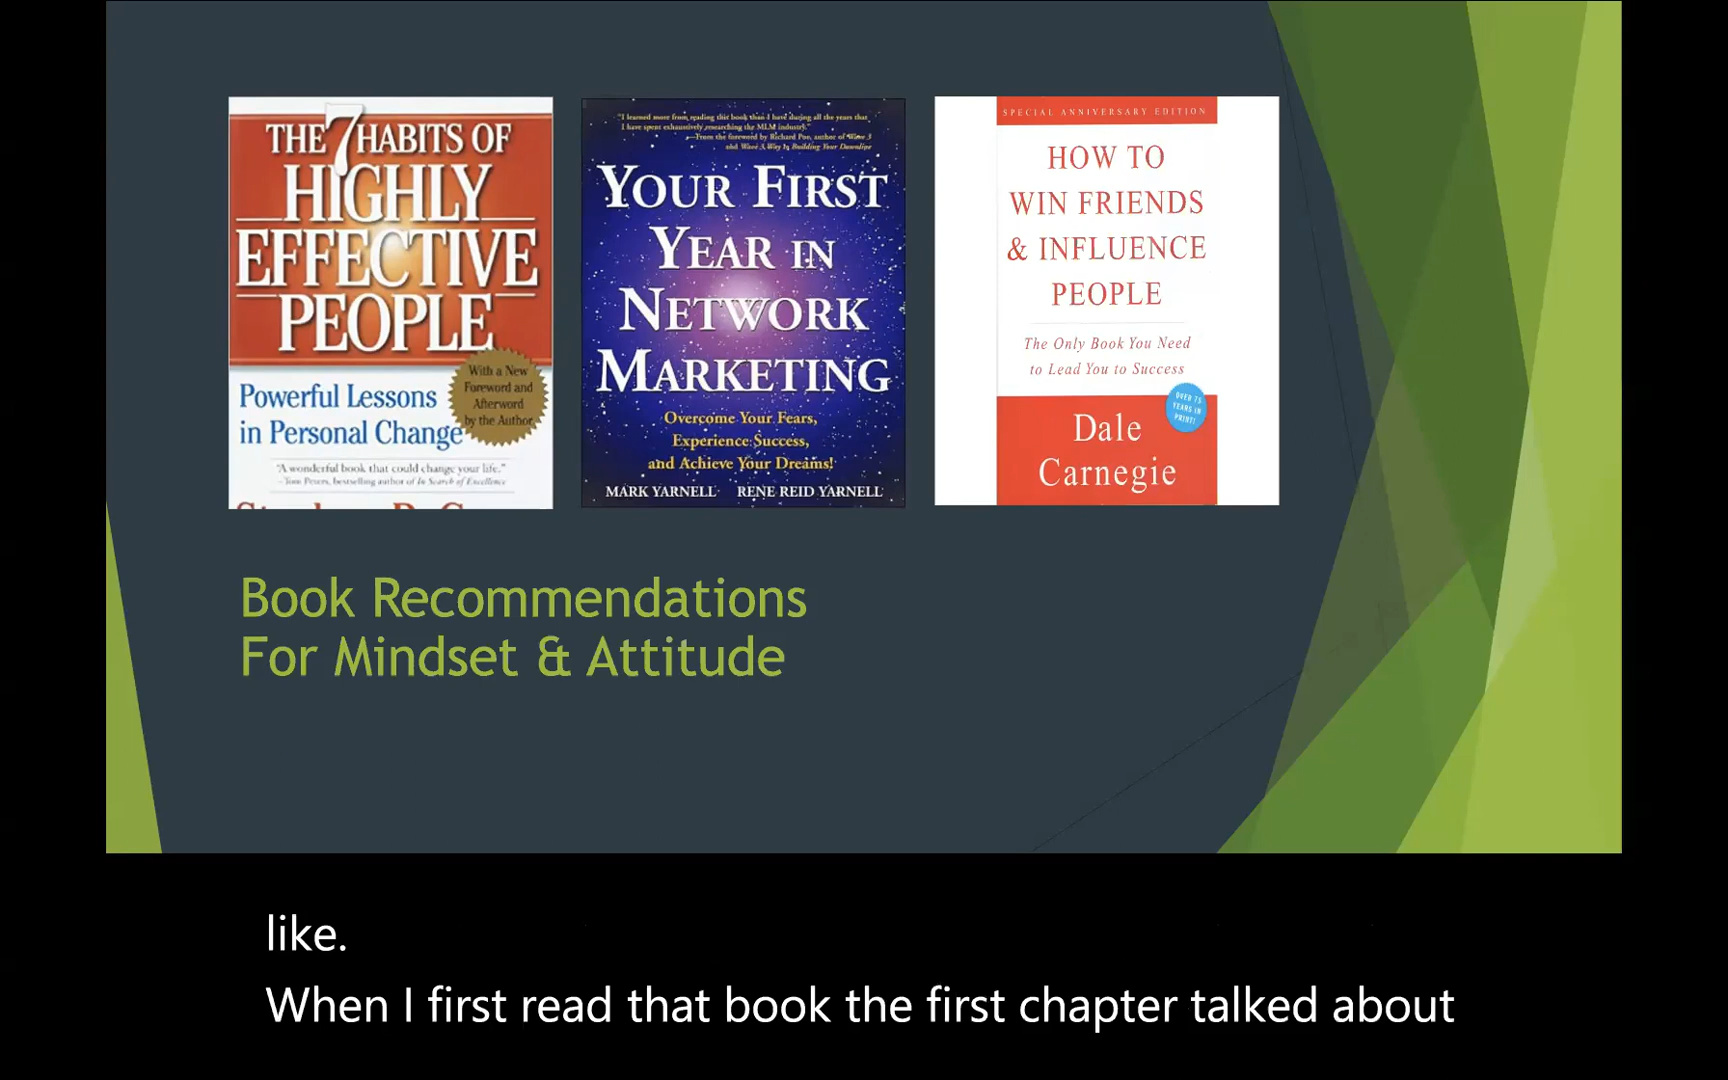 THE 7 HABITS OF
HIGHLY
EFFECTIVE
PEOPLE
Powerful Lessons
in Personal Change
With a New
Foreword and
Afterword
by the Author
"A wonderful book that could change your life."
–Tom Peters, bestselling author of In Search of Excellence
"I learned more from reading this book than I have during all the years that
I have spent exhaustively researching the MLM industry."
—From the foreword by Richard Poe, author of Wave 3
and Wave 3 Way to Building Your Downline
YOUR FIRST
YEAR IN
NETWORK
MARKETING
Overcome Your Fears,
Experience Success,
and Achieve Your Dreams!
MARK YARNELL RENE REID YARNELL
SPECIAL ANNIVERSARY EDITION
HOW TO
WIN FRIENDS
& INFLUENCE
PEOPLE
The Only Book You Need
to Lead You to Success
OVER 75
YEARS IN
PRINT!
Dale
Carnegie
Book Recommendations
For Mindset & Attitude
like.
When I first read that book the first chapter talked about